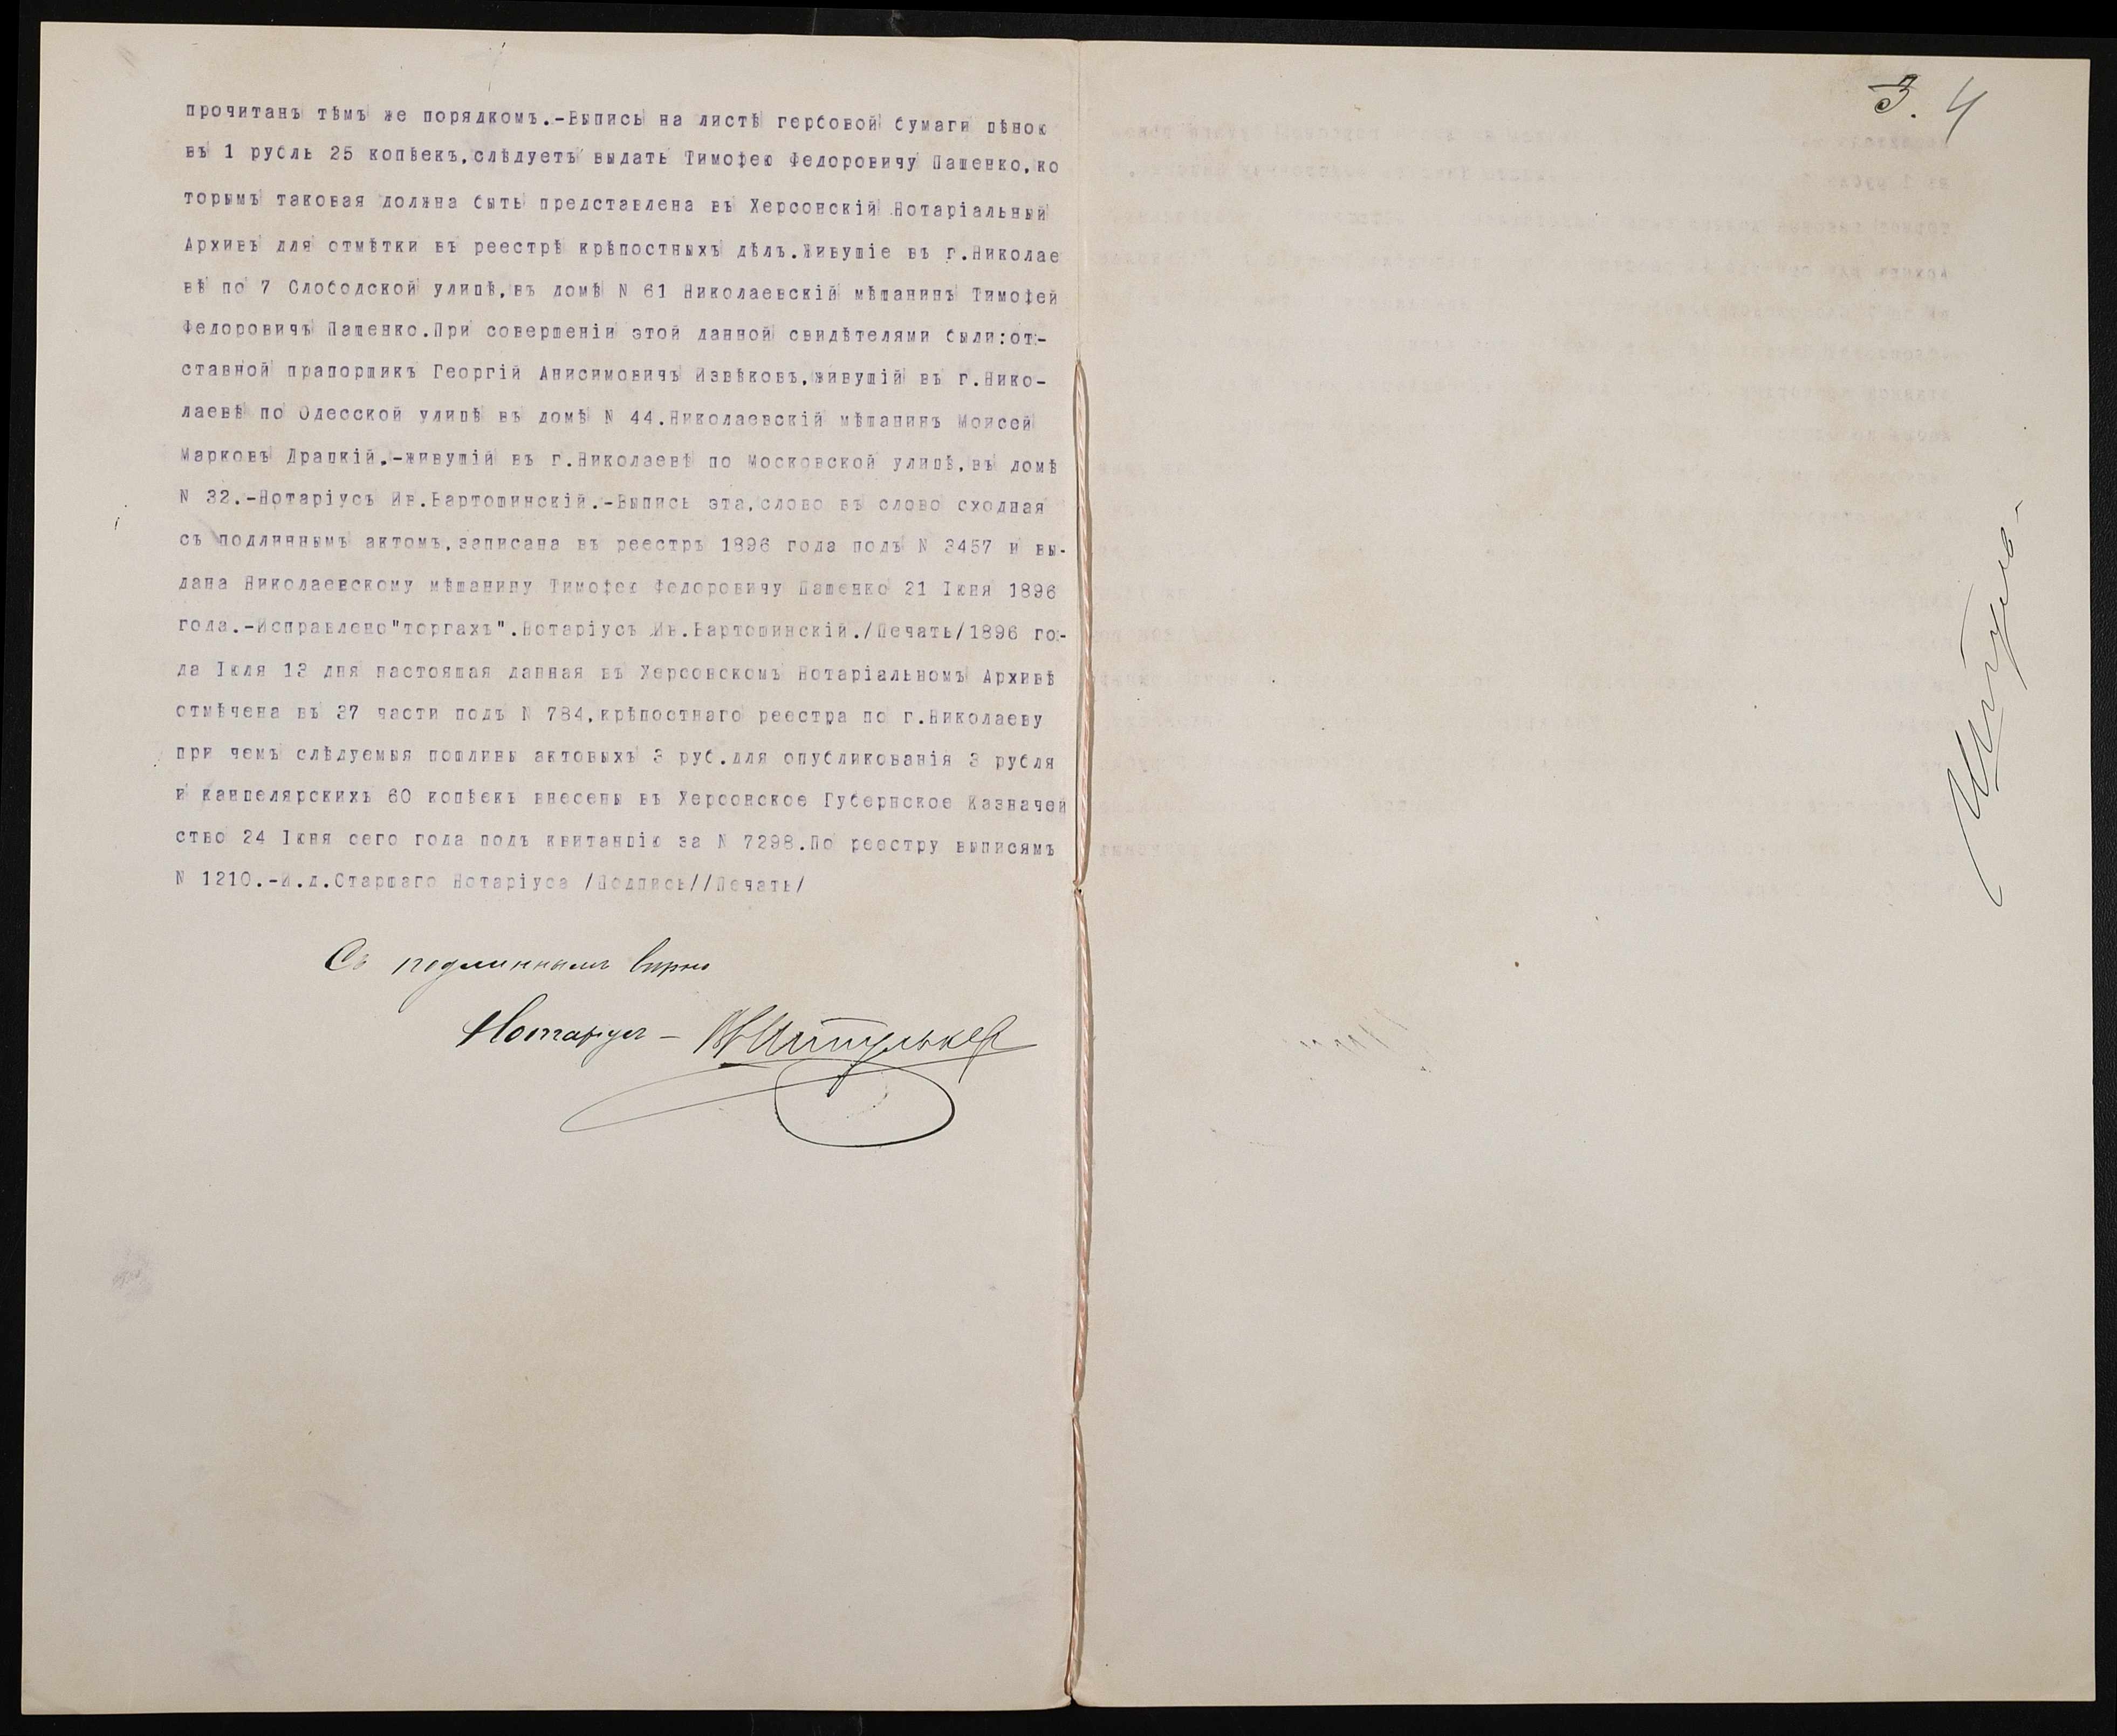 прочитанъ тѣмъ же порядкомъ.-Выпись на листѣ гербовой бумаги цѣною
въ 1 рубль 25 копѣекъ,слѣдуетъ выдать Тимофею Федоровичу Пащенко,ко
торымъ таковая должна быть представлена въ Херсонскій Нотаріальный
Архивъ для отмѣтки въ реестрѣ крѣпостныхъ дѣлъ.Живущіе въ г.Николае
вѣ по 7 Слободской улицѣ,въ домѣ N 61 Николаевскій мѣщанинъ Тимофей
Федоровичъ Пащенко.При совершеніи этой данной свидѣтелями были:от-
ставной прапорщикъ Георгій Анисимовичъ Извѣковъ,живущій въ г.Нико-
лаевѣ по Одесской улицѣ въ домѣ N 44.Николаевскій мѣщанинъ Моисей
Марковъ Драцкій.-живущій въ г.Николаевѣ по Московской улицѣ,въ домѣ
N 32.-Нотаріусъ Ив.Бартошинскій.-Выпись эта,слово въ слово сходная
съ подлиннымъ актомъ,записана въ реестръ 1896 года подъ N 3457 и вы-
дана Николаевскому мѣщанину Тимофею Федоровичу Пащенко 21 Іюня 1896
года.-Исправлено"торгахъ".Нотаріусъ Ив.Бартошинскій./Печать/1896 го-
да Іюля 13 дня настоящая данная въ Херсонскомъ Нотаріальномъ Архивѣ
отмѣчена въ 37 части подъ N 784,крѣпостнаго реестра по г.Николаеву
при чемъ слѣдуемыя пошлины актовыхъ 3 руб.для опубликованія 3 рубля
и канцелярскихъ 60 копѣекъ внесены въ Херсонское Губернское Казначей
ство 24 Іюня сего года подъ квитанцію за N 7298.По реестру выписямъ
N 1210.-И.д.Старшаго Нотаріуса /Подпись//Печать/
Съ подлиннымъ вѣрно
Нотаріусъ -
3. 4